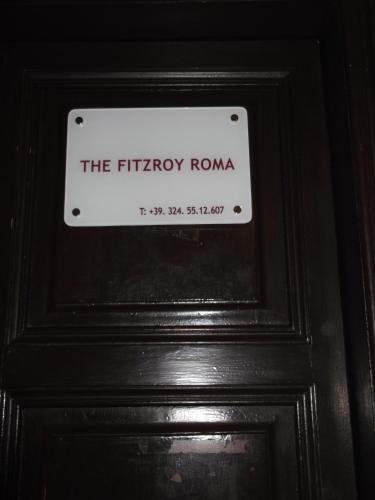 THE FITZROY ROMA
T: +39. 324. 55.12.607